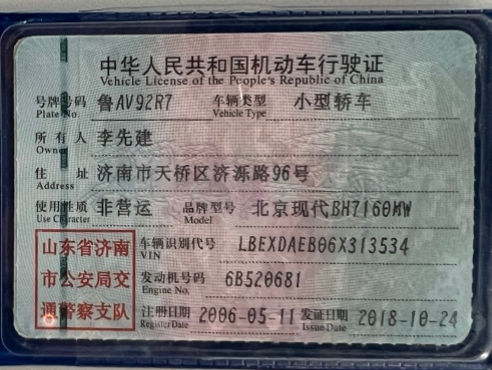 中华人民共和国机动车行驶证
Vehicle License of the People's Republic of China
号牌号码 鲁AV92R7 车辆类型 小型轿车
Plate No. Vehicle Type
所有人 李先建
Owner
住址 济南市天桥区济泺路96号
Address
使用性质 非营运 品牌型号 北京现代BH7160MW
Use Character Model
山东省济南
市公安局交
通警察支队
车辆识别代号 LBEXDAEB06X313534
VIN
发动机号码 6B520681
Engine No.
注册日期 2006-05-11 发证日期 2018-10-24
Register Date Issue Date